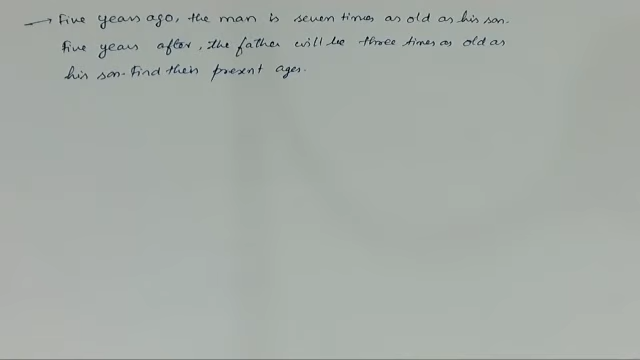 → Five years ago, the man is seven times as old as his son.
Five years after, the father will be three times as old as
his son. Find their present ages.